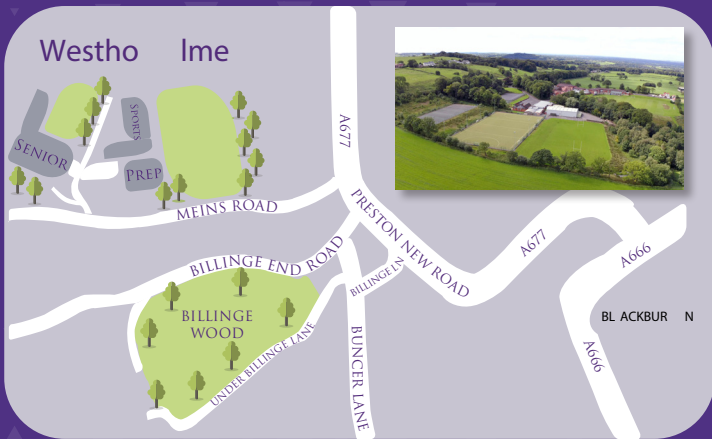 Westho lme
SENIOR
SPORTS
PREP
MEINS ROAD
A677
PRESTON NEW ROAD
A677
A666
A666
BL ACKBUR N
BILLINGE END ROAD
BILLINGE LN
BILLINGE
WOOD
UNDER BILLINGE LANE
BUNCER LANE